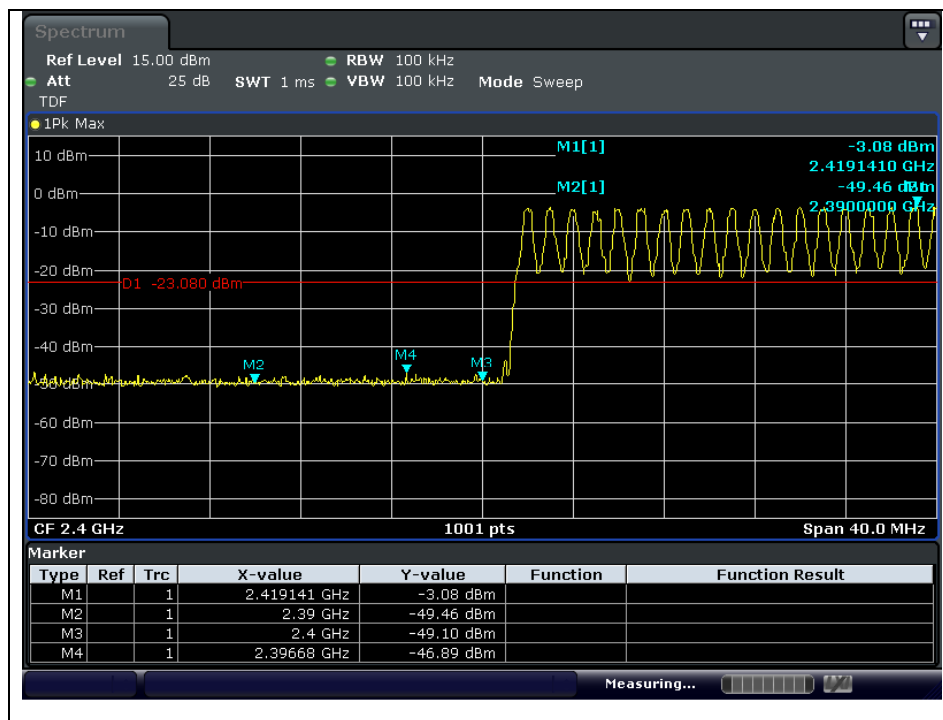 Spectrum
Ref Level 15.00 dBm RBW 100 kHz
Att 25 dB SWT 1 ms VBW 100 kHz Mode Sweep
TDF
1Pk Max
M1[1] -3.08 dBm
2.4191410 GHz
M2[1] -49.46 dBm
2.3900000 GHz
10 dBm
0 dBm
-10 dBm
-20 dBm
D1 -23.080 dBm
-30 dBm
-40 dBm
M2 M4 M3
-50 dBm
-60 dBm
-70 dBm
-80 dBm
CF 2.4 GHz 1001 pts Span 40.0 MHz
Marker
Type Ref Trc X-value Y-value Function Function Result
M1 1 2.419141 GHz -3.08 dBm
M2 1 2.39 GHz -49.46 dBm
M3 1 2.4 GHz -49.10 dBm
M4 1 2.39668 GHz -46.89 dBm
Measuring...